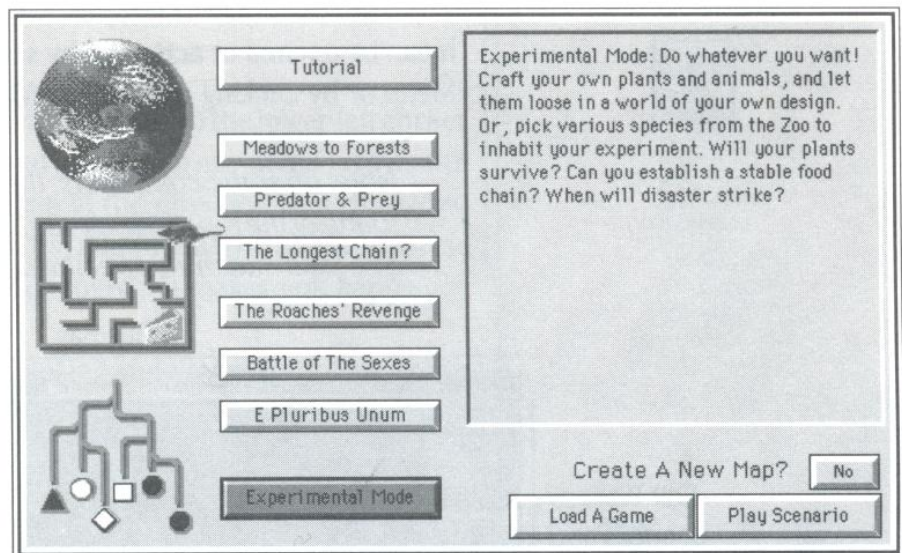 Tutorial
Meadows to Forests
Predator & Prey
The Longest Chain?
The Roaches' Revenge
Battle of The Sexes
E Pluribus Unum
Experimental Mode
Experimental Mode: Do whatever you want!
Craft your own plants and animals, and let
them loose in a world of your own design.
Or, pick various species from the Zoo to
inhabit your experiment. Will your plants
survive? Can you establish a stable food
chain? When will disaster strike?
Create A New Map?
No
Load A Game
Play Scenario